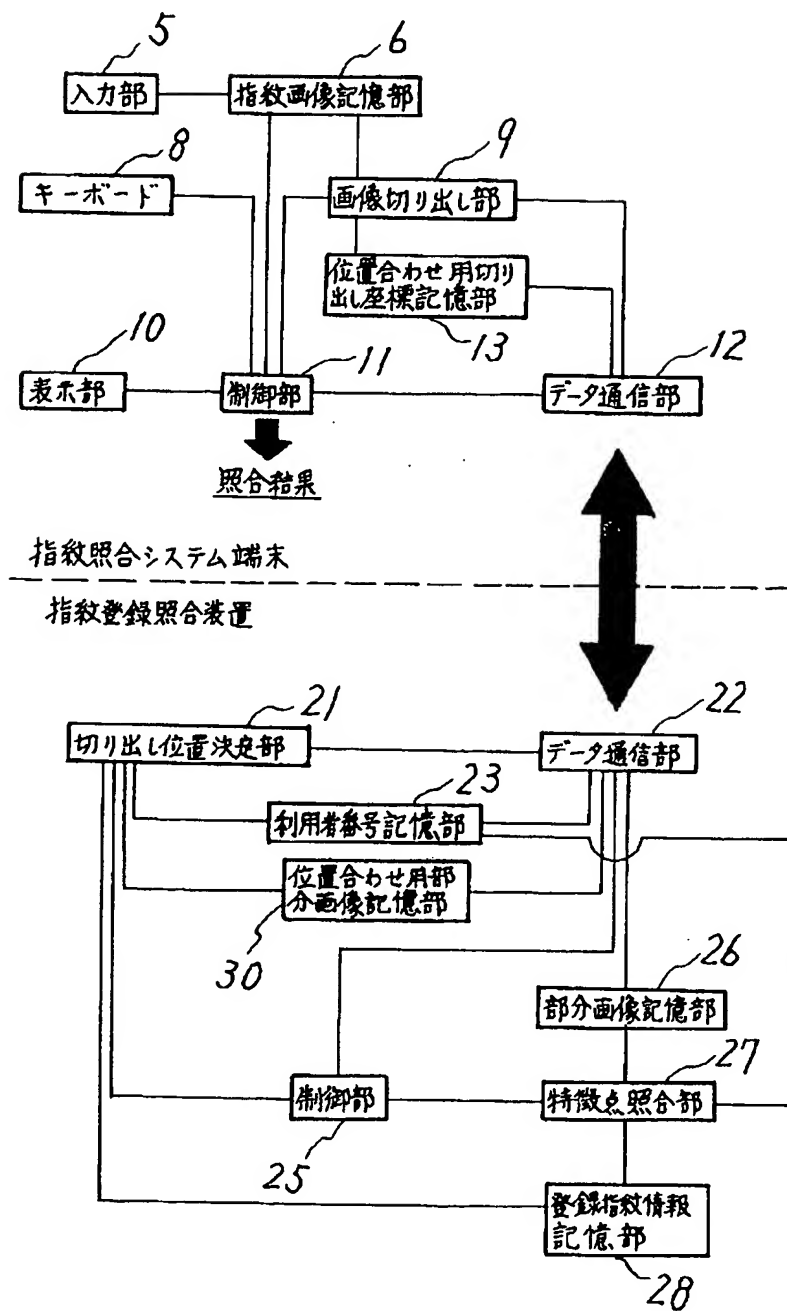 5
6
入力部
指紋画像記憶部
8
9
キーボード
画像切り出し部
位置合わせ用切り
出し座標記憶部
10
11
13
12
表示部
制御部
データ通信部
照合結果
指紋照合システム端末
指紋登録照合装置
21
22
切り出し位置決定部
データ通信部
23
利用者番号記憶部
位置合わせ用部
分画像記憶部
30
26
部分画像記憶部
27
制御部
特徴点照合部
25
登録指紋情報
記憶部
28